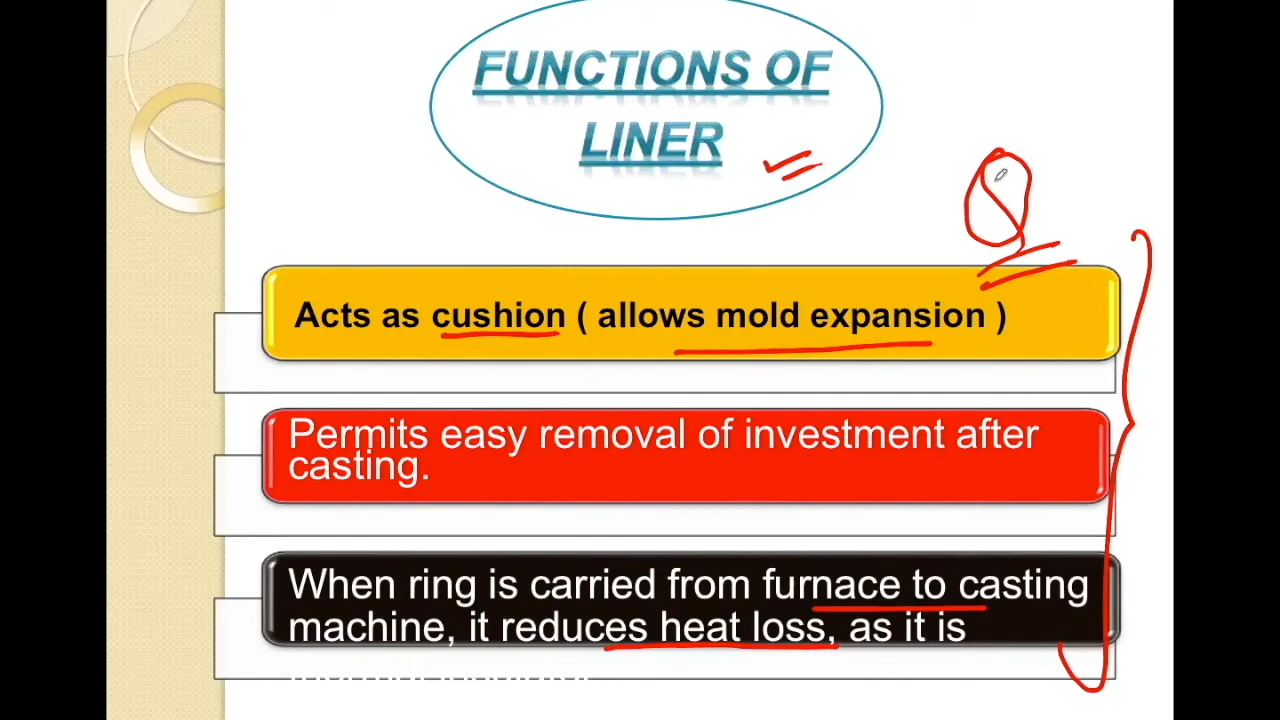 FUNCTIONS OF
LINER
Acts as cushion ( allows mold expansion )
Permits easy removal of investment after
casting.
When ring is carried from furnace to casting
machine, it reduces heat loss, as it is